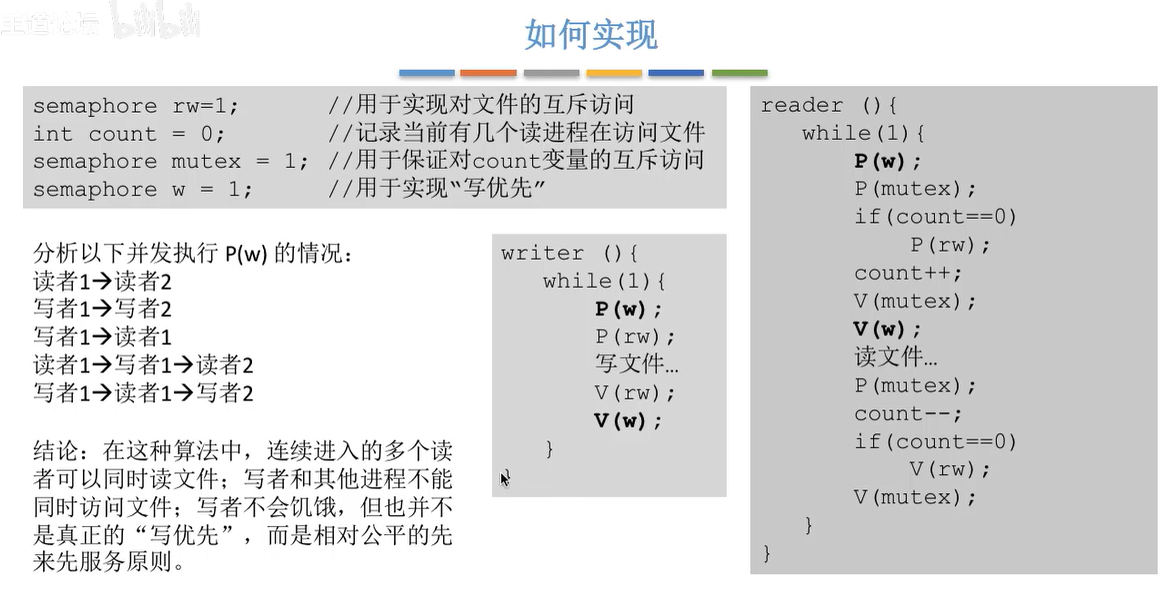 王道论坛 bilibili
如何实现
semaphore rw=1; //用于实现对文件的互斥访问
int count = 0; //记录当前有几个读进程在访问文件
semaphore mutex = 1; //用于保证对count变量的互斥访问
semaphore w = 1; //用于实现“写优先”
分析以下并发执行 P(w) 的情况：
读者1→读者2
写者1→写者2
写者1→读者1
读者1→写者1→读者2
写者1→读者1→写者2
结论：在这种算法中，连续进入的多个读
者可以同时读文件；写者和其他进程不能
同时访问文件；写者不会饥饿，但也并不
是真正的“写优先”，而是相对公平的先
来先服务原则。
writer (){
while(1){
P(w);
P(rw);
写文件…
V(rw);
V(w);
}
}
reader (){
while(1){
P(w);
P(mutex);
if(count==0)
P(rw);
count++;
V(mutex);
V(w);
读文件…
P(mutex);
count--;
if(count==0)
V(rw);
V(mutex);
}
}